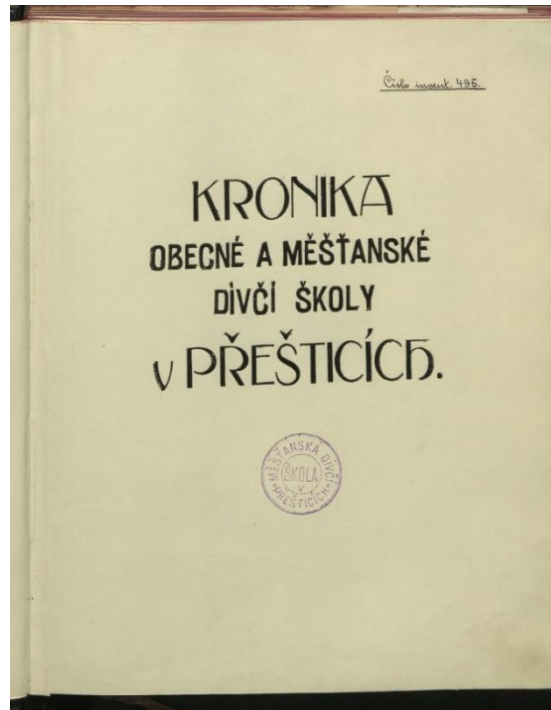 Číslo invent. 496.
KRONIKA
OBECNÉ A MĚŠŤANSKÉ
DÍVČÍ ŠKOLY
V PŘEŠTICÍCH.
MĚŠŤANSKÁ DÍVČÍ
ŠKOLA
V
PŘEŠTICÍCH